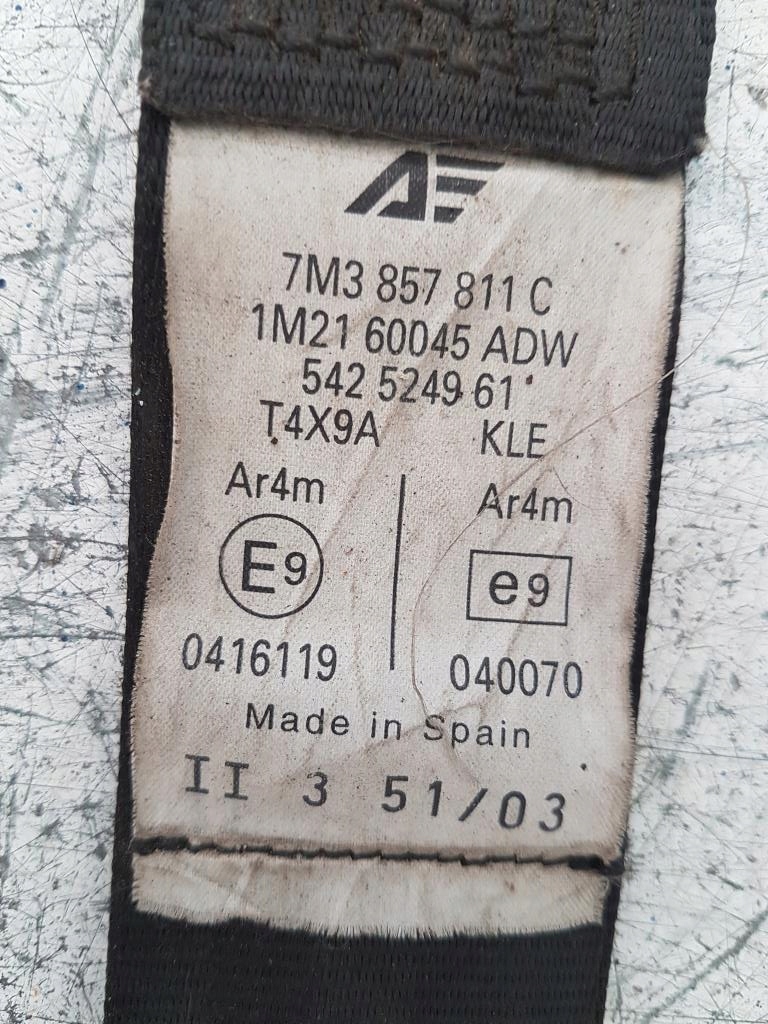 AE
7M3 857 811 C
1M21 60045 ADW
542 5249 61
T4X9A KLE
Ar4m Ar4m
E9 e9
0416119 040070
Made in Spain
II 3 51/03